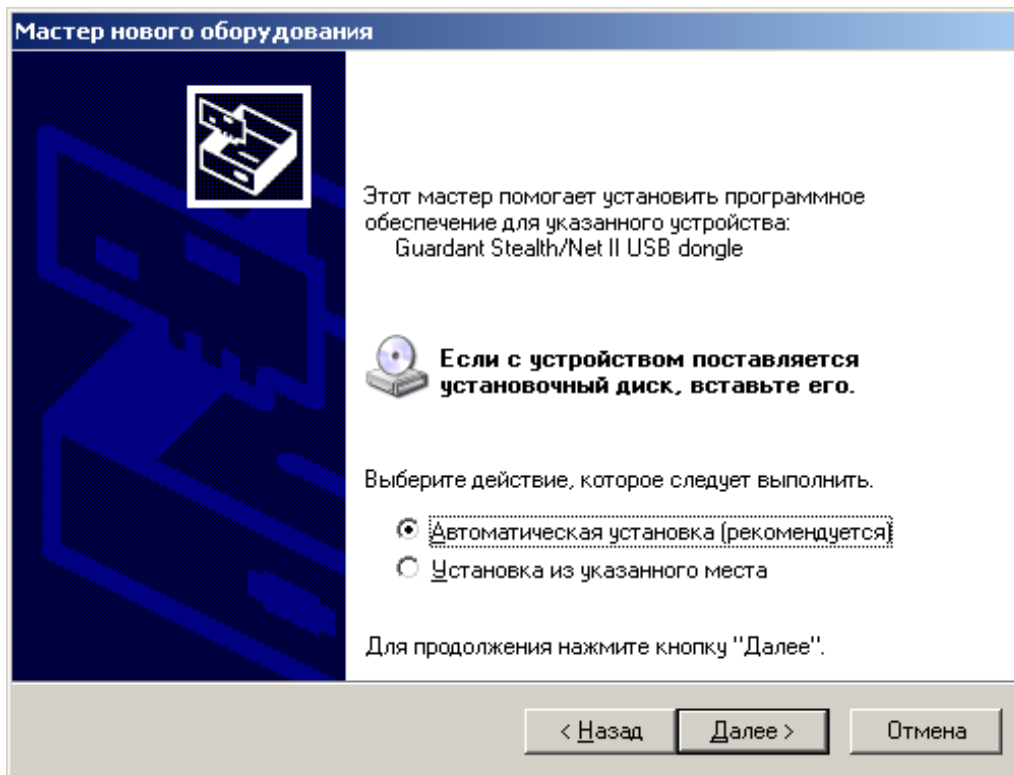 Мастер нового оборудования
Этот мастер помогает установить программное
обеспечение для указанного устройства:
Guardant Stealth/Net II USB dongle
Если с устройством поставляется
установочный диск, вставьте его.
Выберите действие, которое следует выполнить.
Автоматическая установка (рекомендуется)
Установка из указанного места
Для продолжения нажмите кнопку "Далее".
< Назад
Далее >
Отмена